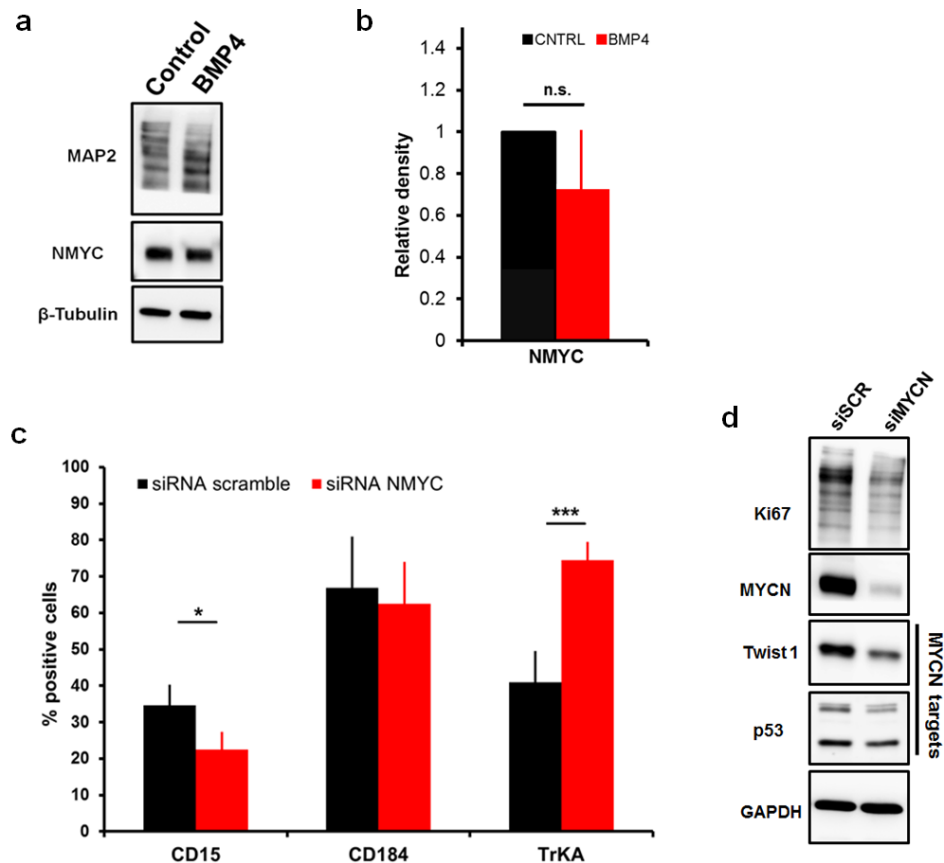 a
Control
BMP4
MAP2
NMYC
β-Tubulin
b
CNTRL BMP4
n.s.
Relative density
1.4
1.2
1
0.8
0.6
0.4
0.2
0
NMYC
c
siRNA scramble siRNA NMYC
% positive cells
100
90
80
70
60
50
40
30
20
10
0
*
***
CD15 CD184 TrKA
d
siSCR
siMYCN
Ki67
MYCN
Twist1
p53
GAPDH
MYCN targets